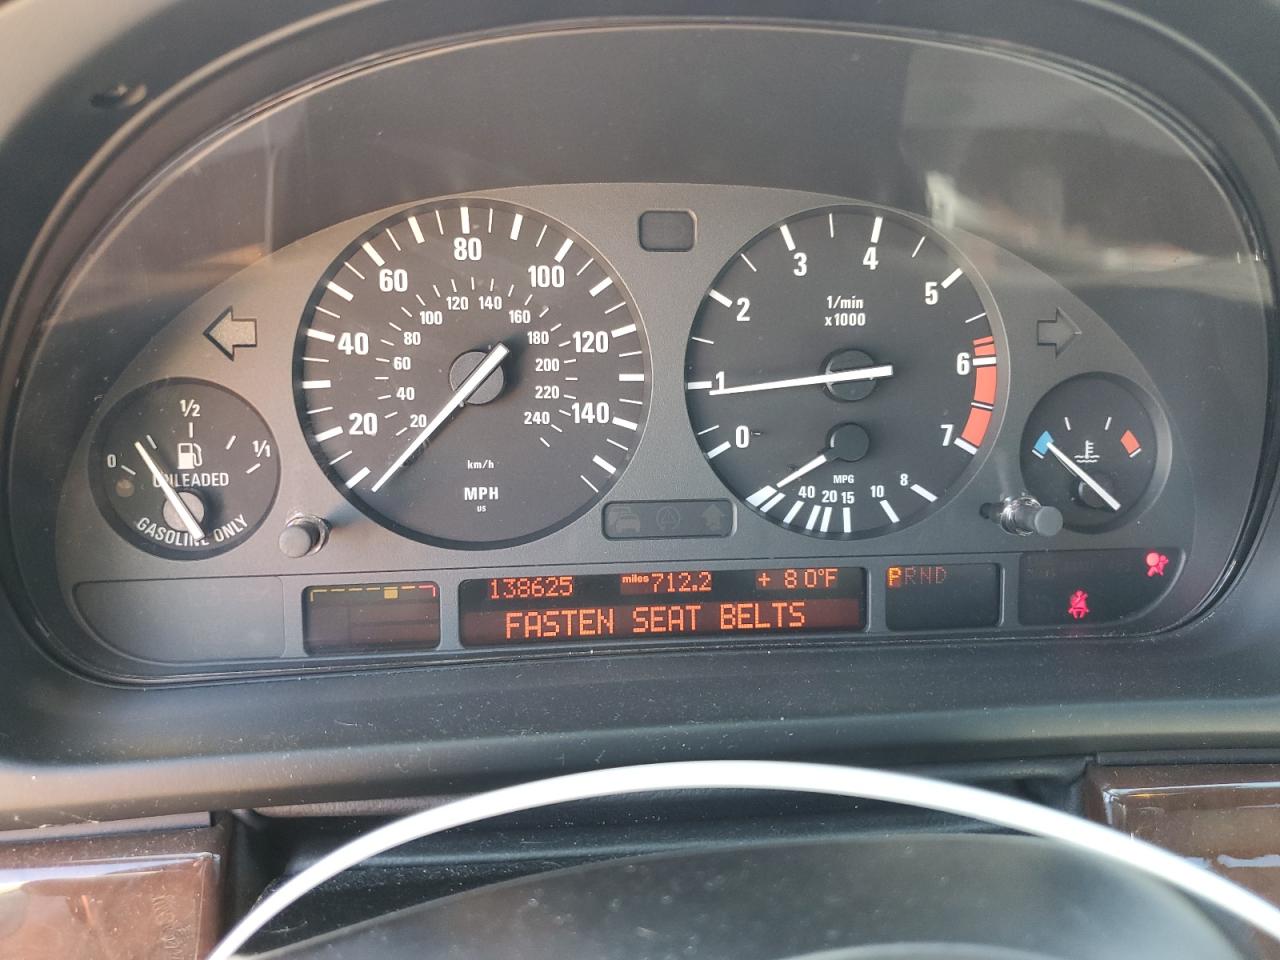 0
1/2
1/1
UNLEADED
GASOLINE ONLY
20
40
60
80
100
120
140
20
40
60
80
100
120
140
160
180
200
220
240
km/h
MPH
US
0
1
2
3
4
5
6
7
1/min
x1000
MPG
40 20 15 10 8
138625 miles 712.2 + 80°F
FASTEN SEAT BELTS
PRND